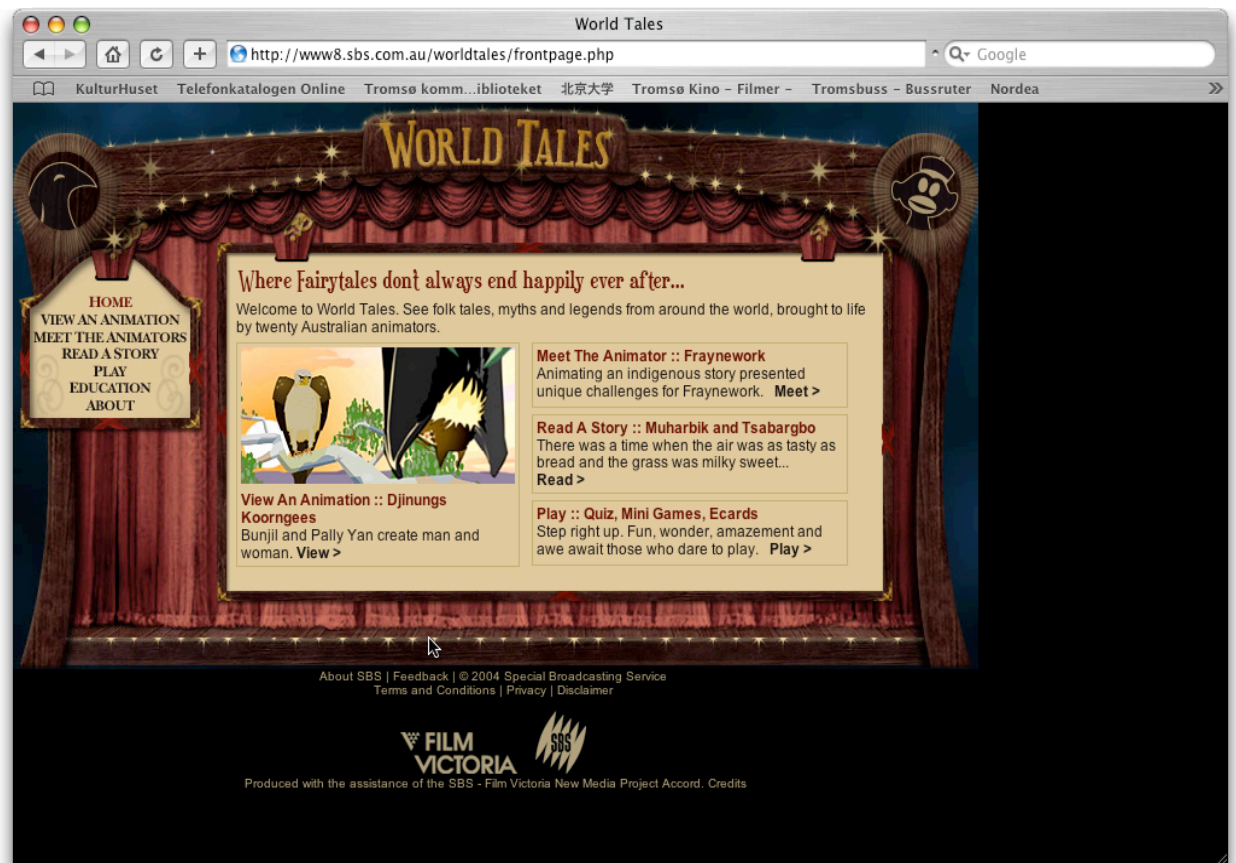 World Tales
http://www8.sbs.com.au/worldtales/frontpage.php
Google
KulturHuset Telefonkatalogen Online Tromsø komm...iblioteket 北京大学 Tromsø Kino – Filmer – Tromsbuss – Bussruter Nordea
WORLD TALES
HOME
VIEW AN ANIMATION
MEET THE ANIMATORS
READ A STORY
PLAY
EDUCATION
ABOUT
Where Fairytales don't always end happily ever after...
Welcome to World Tales. See folk tales, myths and legends from around the world, brought to life
by twenty Australian animators.
View An Animation :: Djinungs
Koorngees
Bunjil and Pally Yan create man and
woman. View >
Meet The Animator :: Fraynework
Animating an indigenous story presented
unique challenges for Fraynework. Meet >
Read A Story :: Muharbik and Tsabargbo
There was a time when the air was as tasty as
bread and the grass was milky sweet...
Read >
Play :: Quiz, Mini Games, Ecards
Step right up. Fun, wonder, amazement and
awe await those who dare to play. Play >
About SBS | Feedback | © 2004 Special Broadcasting Service
Terms and Conditions | Privacy | Disclaimer
FILM
VICTORIA
SBS
Produced with the assistance of the SBS - Film Victoria New Media Project Accord. Credits